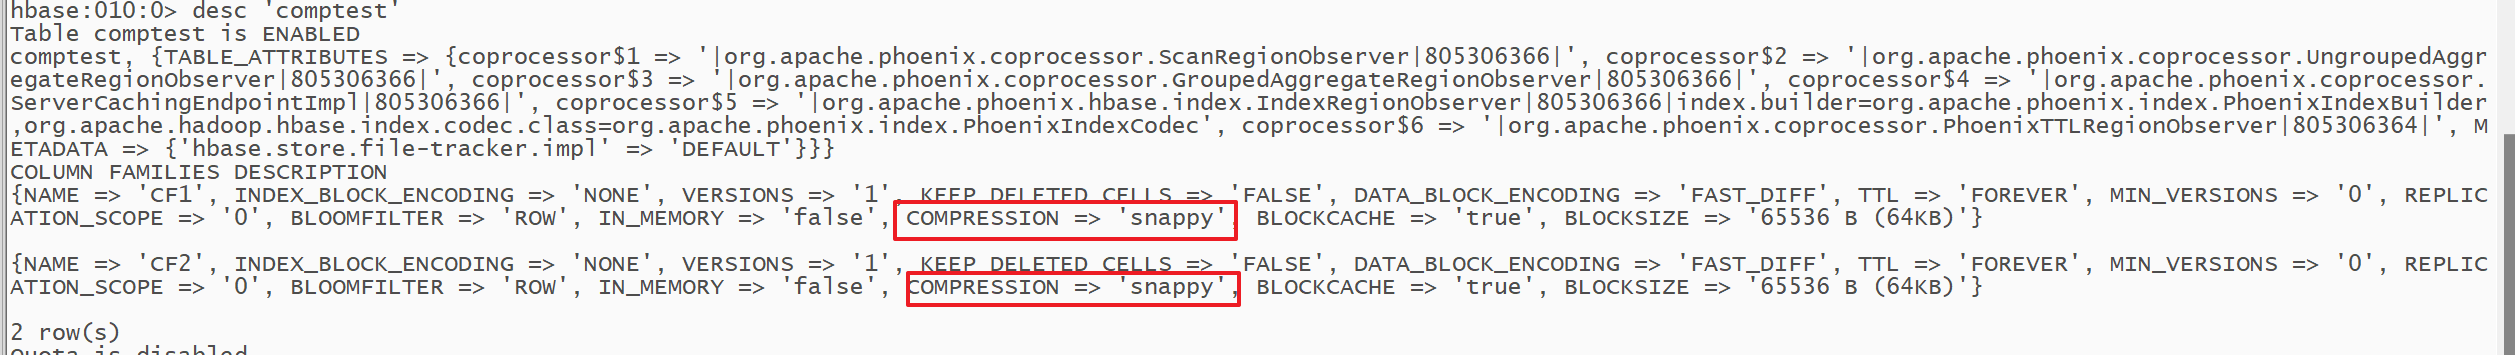 hbase:010:0> desc 'comptest'
Table comptest is ENABLED
comptest, {TABLE_ATTRIBUTES => {coprocessor$1 => '|org.apache.phoenix.coprocessor.ScanRegionObserver|805306366|', coprocessor$2 => '|org.apache.phoenix.coprocessor.UngroupedAggr
egateRegionObserver|805306366|', coprocessor$3 => '|org.apache.phoenix.coprocessor.GroupedAggregateRegionObserver|805306366|', coprocessor$4 => '|org.apache.phoenix.coprocessor.
ServerCachingEndpointImpl|805306366|', coprocessor$5 => '|org.apache.phoenix.hbase.index.IndexRegionObserver|805306366|index.builder=org.apache.phoenix.index.PhoenixIndexBuilder
,org.apache.hadoop.hbase.index.codec.class=org.apache.phoenix.index.PhoenixIndexCodec', coprocessor$6 => '|org.apache.phoenix.coprocessor.PhoenixTTLRegionObserver|805306364|', M
ETADATA => {'hbase.store.file-tracker.impl' => 'DEFAULT'}}}
COLUMN FAMILIES DESCRIPTION
{NAME => 'CF1', INDEX_BLOCK_ENCODING => 'NONE', VERSIONS => '1', KEEP_DELETED_CELLS => 'FALSE', DATA_BLOCK_ENCODING => 'FAST_DIFF', TTL => 'FOREVER', MIN_VERSIONS => '0', REPLIC
ATION_SCOPE => '0', BLOOMFILTER => 'ROW', IN_MEMORY => 'false', COMPRESSION => 'snappy', BLOCKCACHE => 'true', BLOCKSIZE => '65536 B (64KB)'}
{NAME => 'CF2', INDEX_BLOCK_ENCODING => 'NONE', VERSIONS => '1', KEEP_DELETED_CELLS => 'FALSE', DATA_BLOCK_ENCODING => 'FAST_DIFF', TTL => 'FOREVER', MIN_VERSIONS => '0', REPLIC
ATION_SCOPE => '0', BLOOMFILTER => 'ROW', IN_MEMORY => 'false', COMPRESSION => 'snappy', BLOCKCACHE => 'true', BLOCKSIZE => '65536 B (64KB)'}
2 row(s)
Quota is disabled